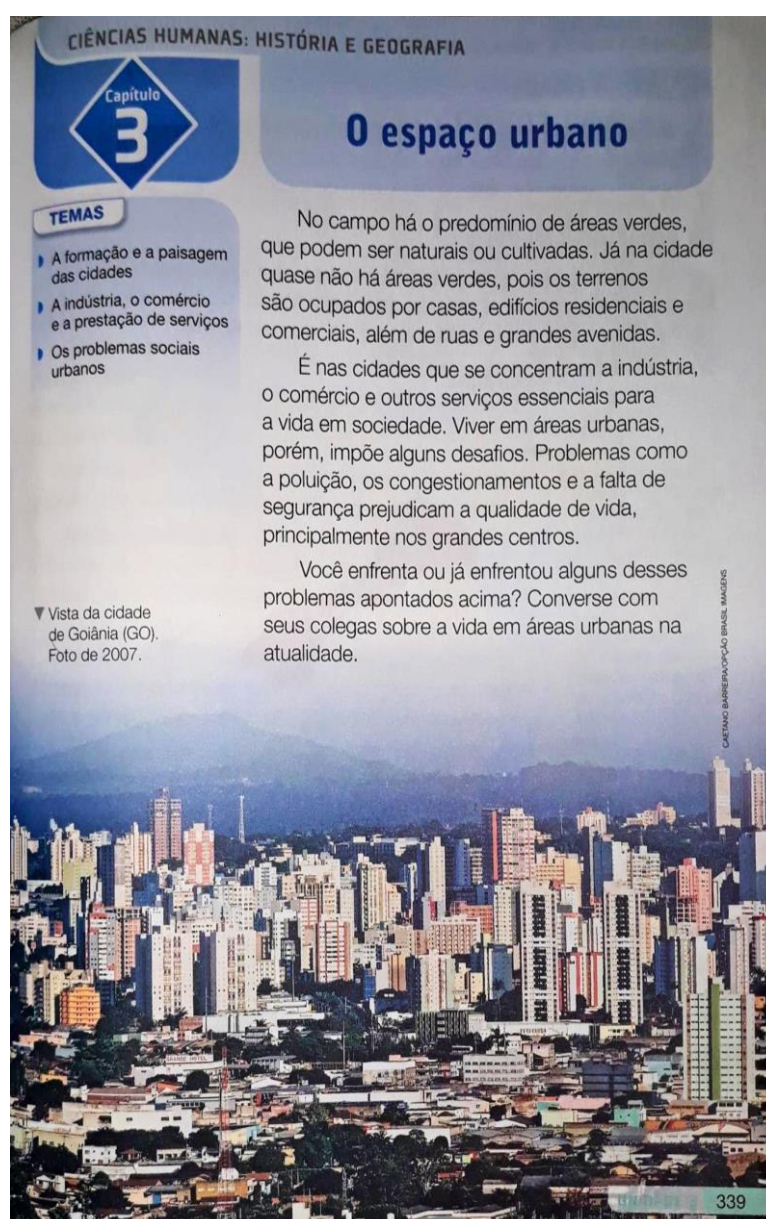 CIÊNCIAS HUMANAS: HISTÓRIA E GEOGRAFIA
Capítulo
3
O espaço urbano
TEMAS
A formação e a paisagem
das cidades
A indústria, o comércio
e a prestação de serviços
Os problemas sociais
urbanos
No campo há o predomínio de áreas verdes,
que podem ser naturais ou cultivadas. Já na cidade
quase não há áreas verdes, pois os terrenos
são ocupados por casas, edifícios residenciais e
comerciais, além de ruas e grandes avenidas.
É nas cidades que se concentram a indústria,
o comércio e outros serviços essenciais para
a vida em sociedade. Viver em áreas urbanas,
porém, impõe alguns desafios. Problemas como
a poluição, os congestionamentos e a falta de
segurança prejudicam a qualidade de vida,
principalmente nos grandes centros.
Você enfrenta ou já enfrentou alguns desses
problemas apontados acima? Converse com
seus colegas sobre a vida em áreas urbanas na
atualidade.
▼ Vista da cidade
de Goiânia (GO).
Foto de 2007.
CAETANO BARREIRA/OPÇÃO BRASIL IMAGENS
GRANDE HOTEL
339